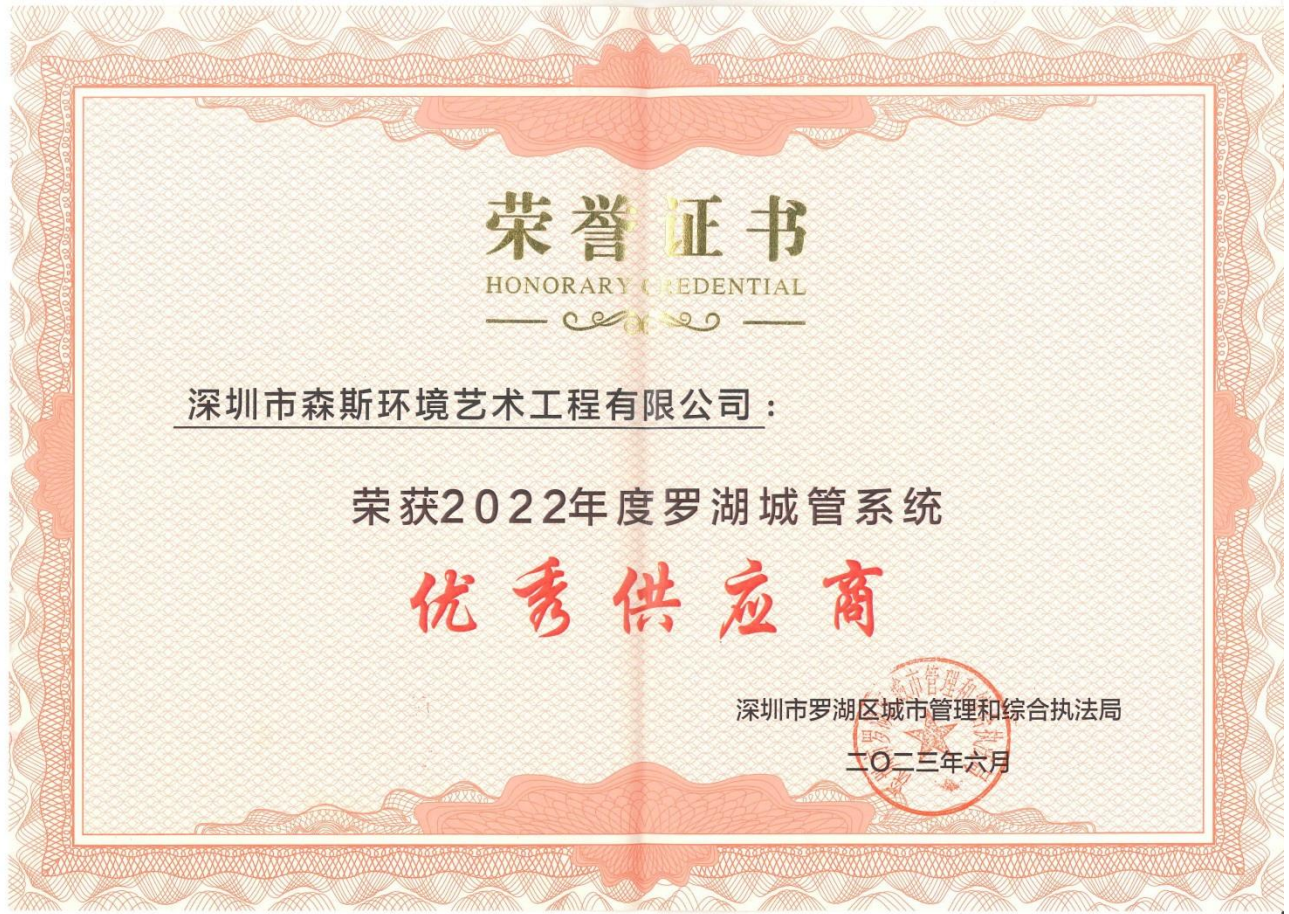 荣誉证书
HONORARY CREDENTIAL
深圳市森斯环境艺术工程有限公司:
荣获2022年度罗湖城管系统
优秀供应商
深圳市罗湖区城市管理和综合执法局
二〇二三年六月